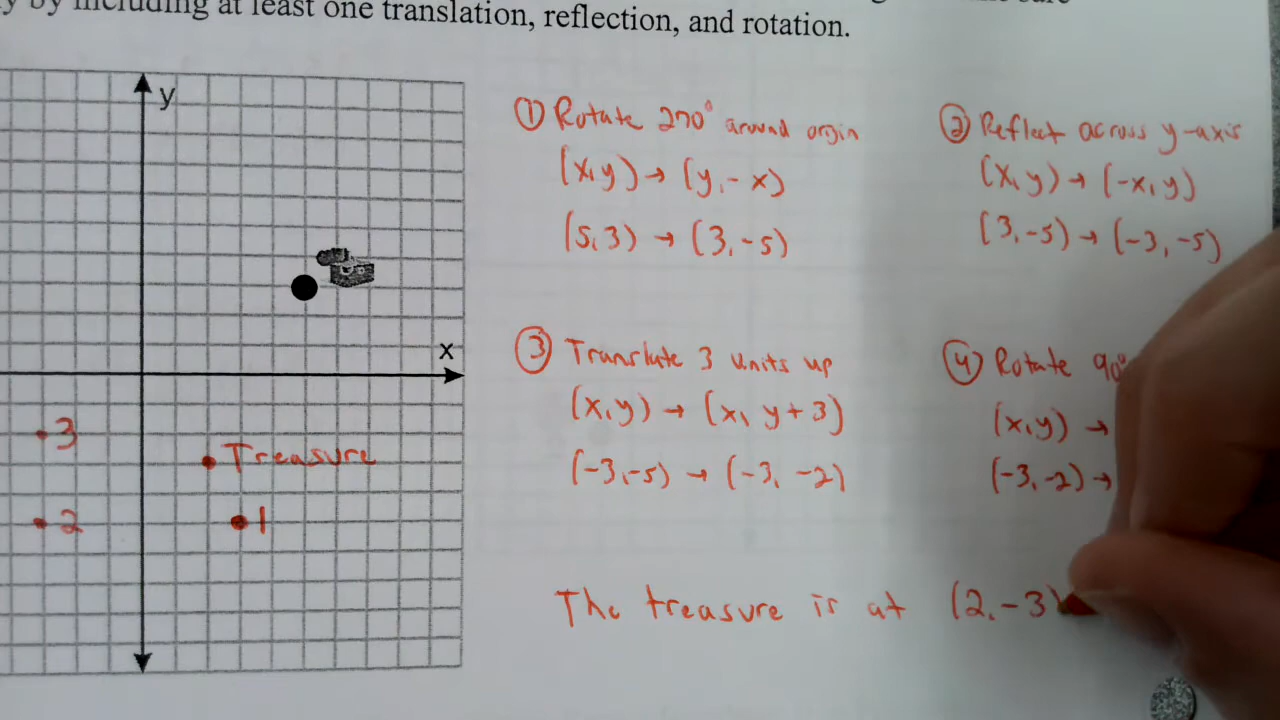 by including at least one translation, reflection, and rotation.
y
x
3
Treasure
2
1
① Rotate 270° around orgin
(x,y) → (y,-x)
(5,3) → (3,-5)
② Reflect across y-axis
(x,y) → (-x,y)
(3,-5) → (-3,-5)
③ Translate 3 units up
(x,y) → (x, y+3)
(-3,-5) → (-3, -2)
④ Rotate 90°
(x,y) →
(-3,-2) →
The treasure is at (2,-3)